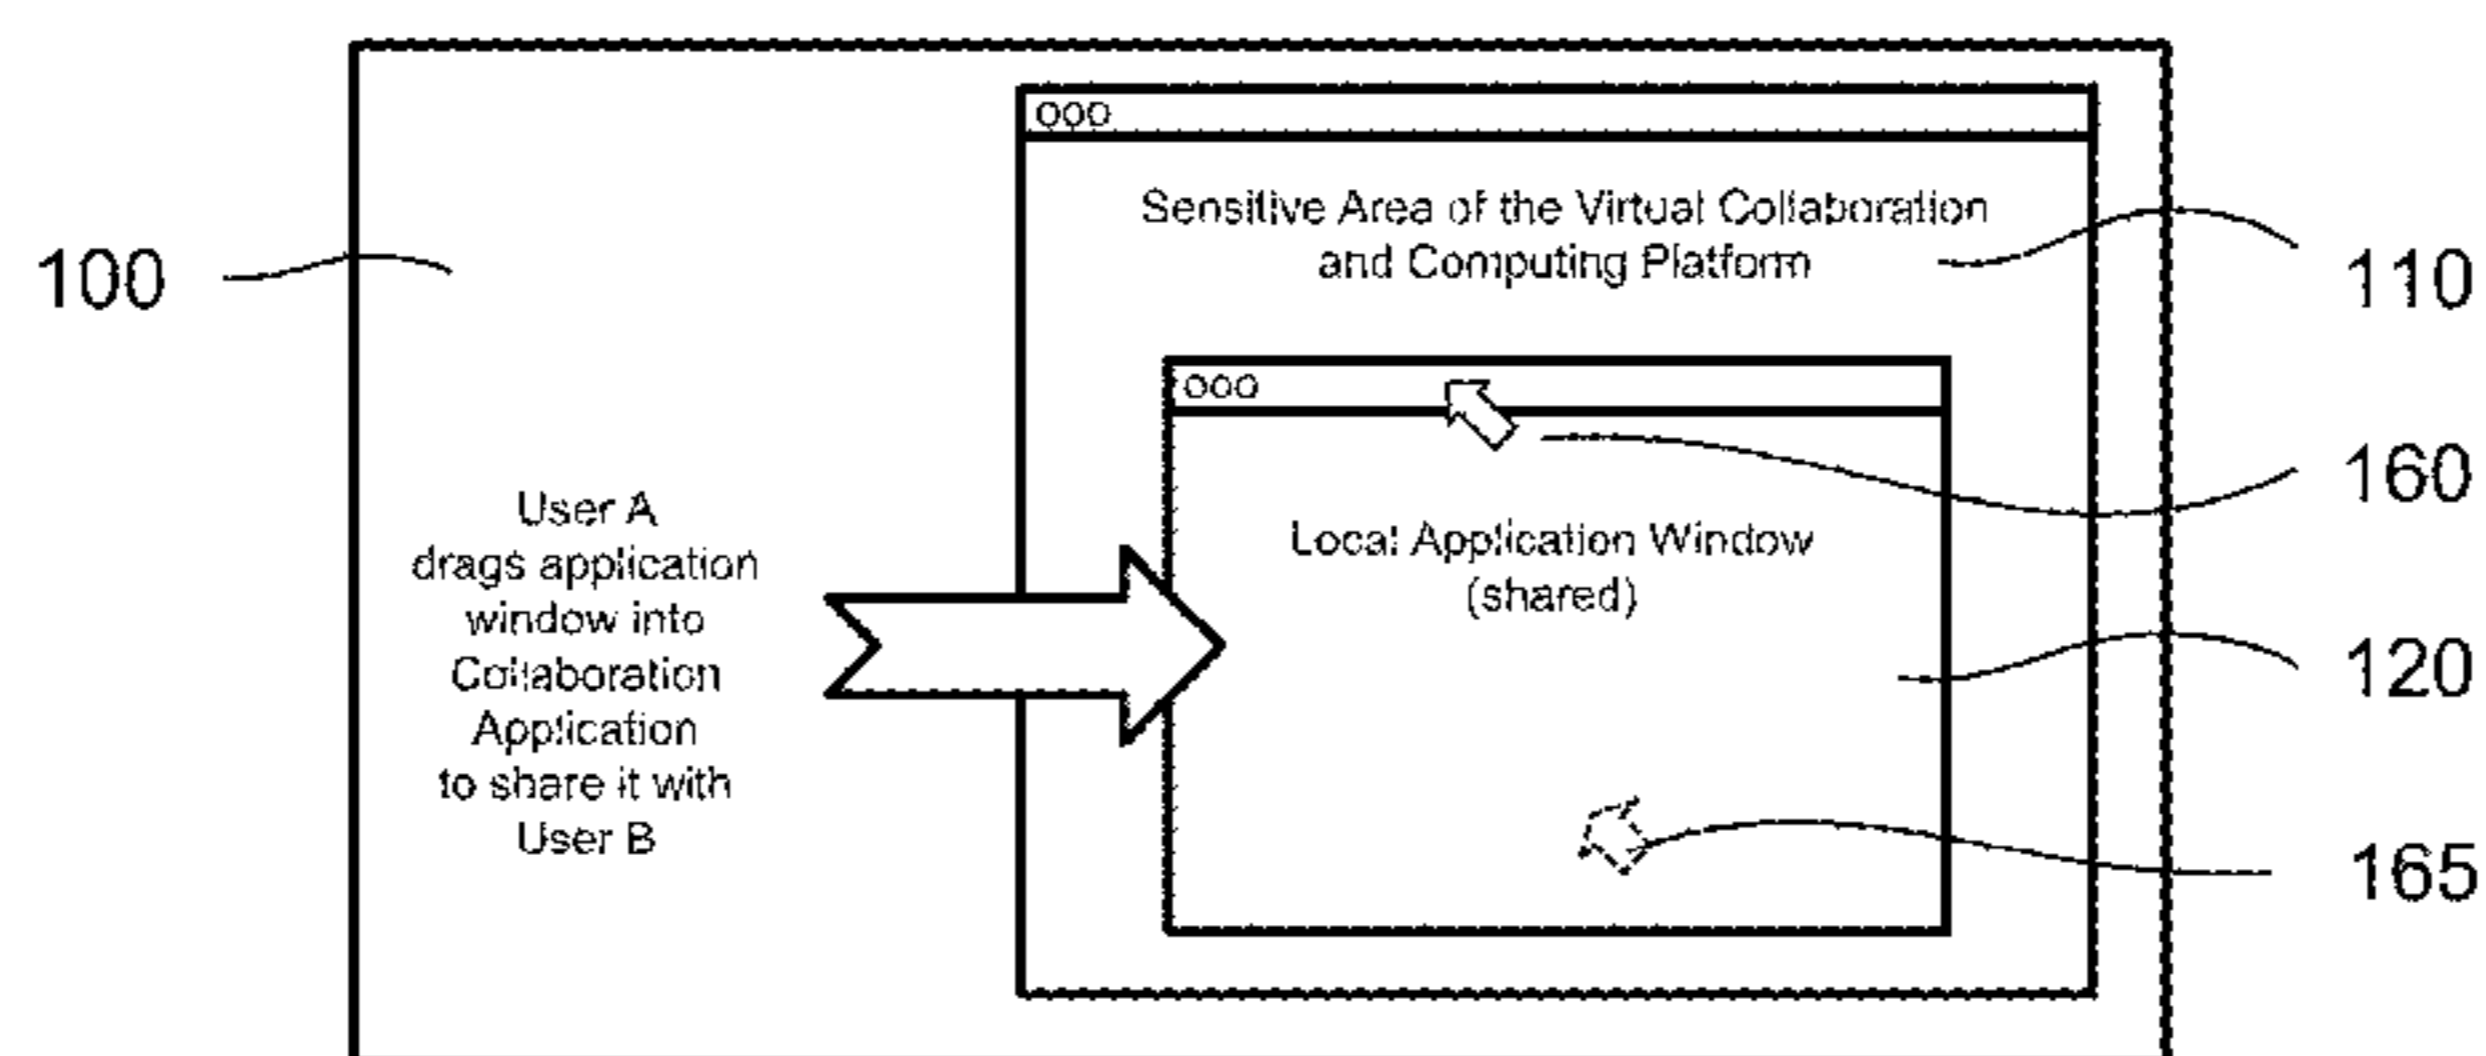 ooo
Sensitive Area of the Virtual Collaboration
and Computing Platform
100
110
ooo
160
Local Application Window
(shared)
User A
drags application
window into
Collaboration
Application
to share it with
User B
120
165